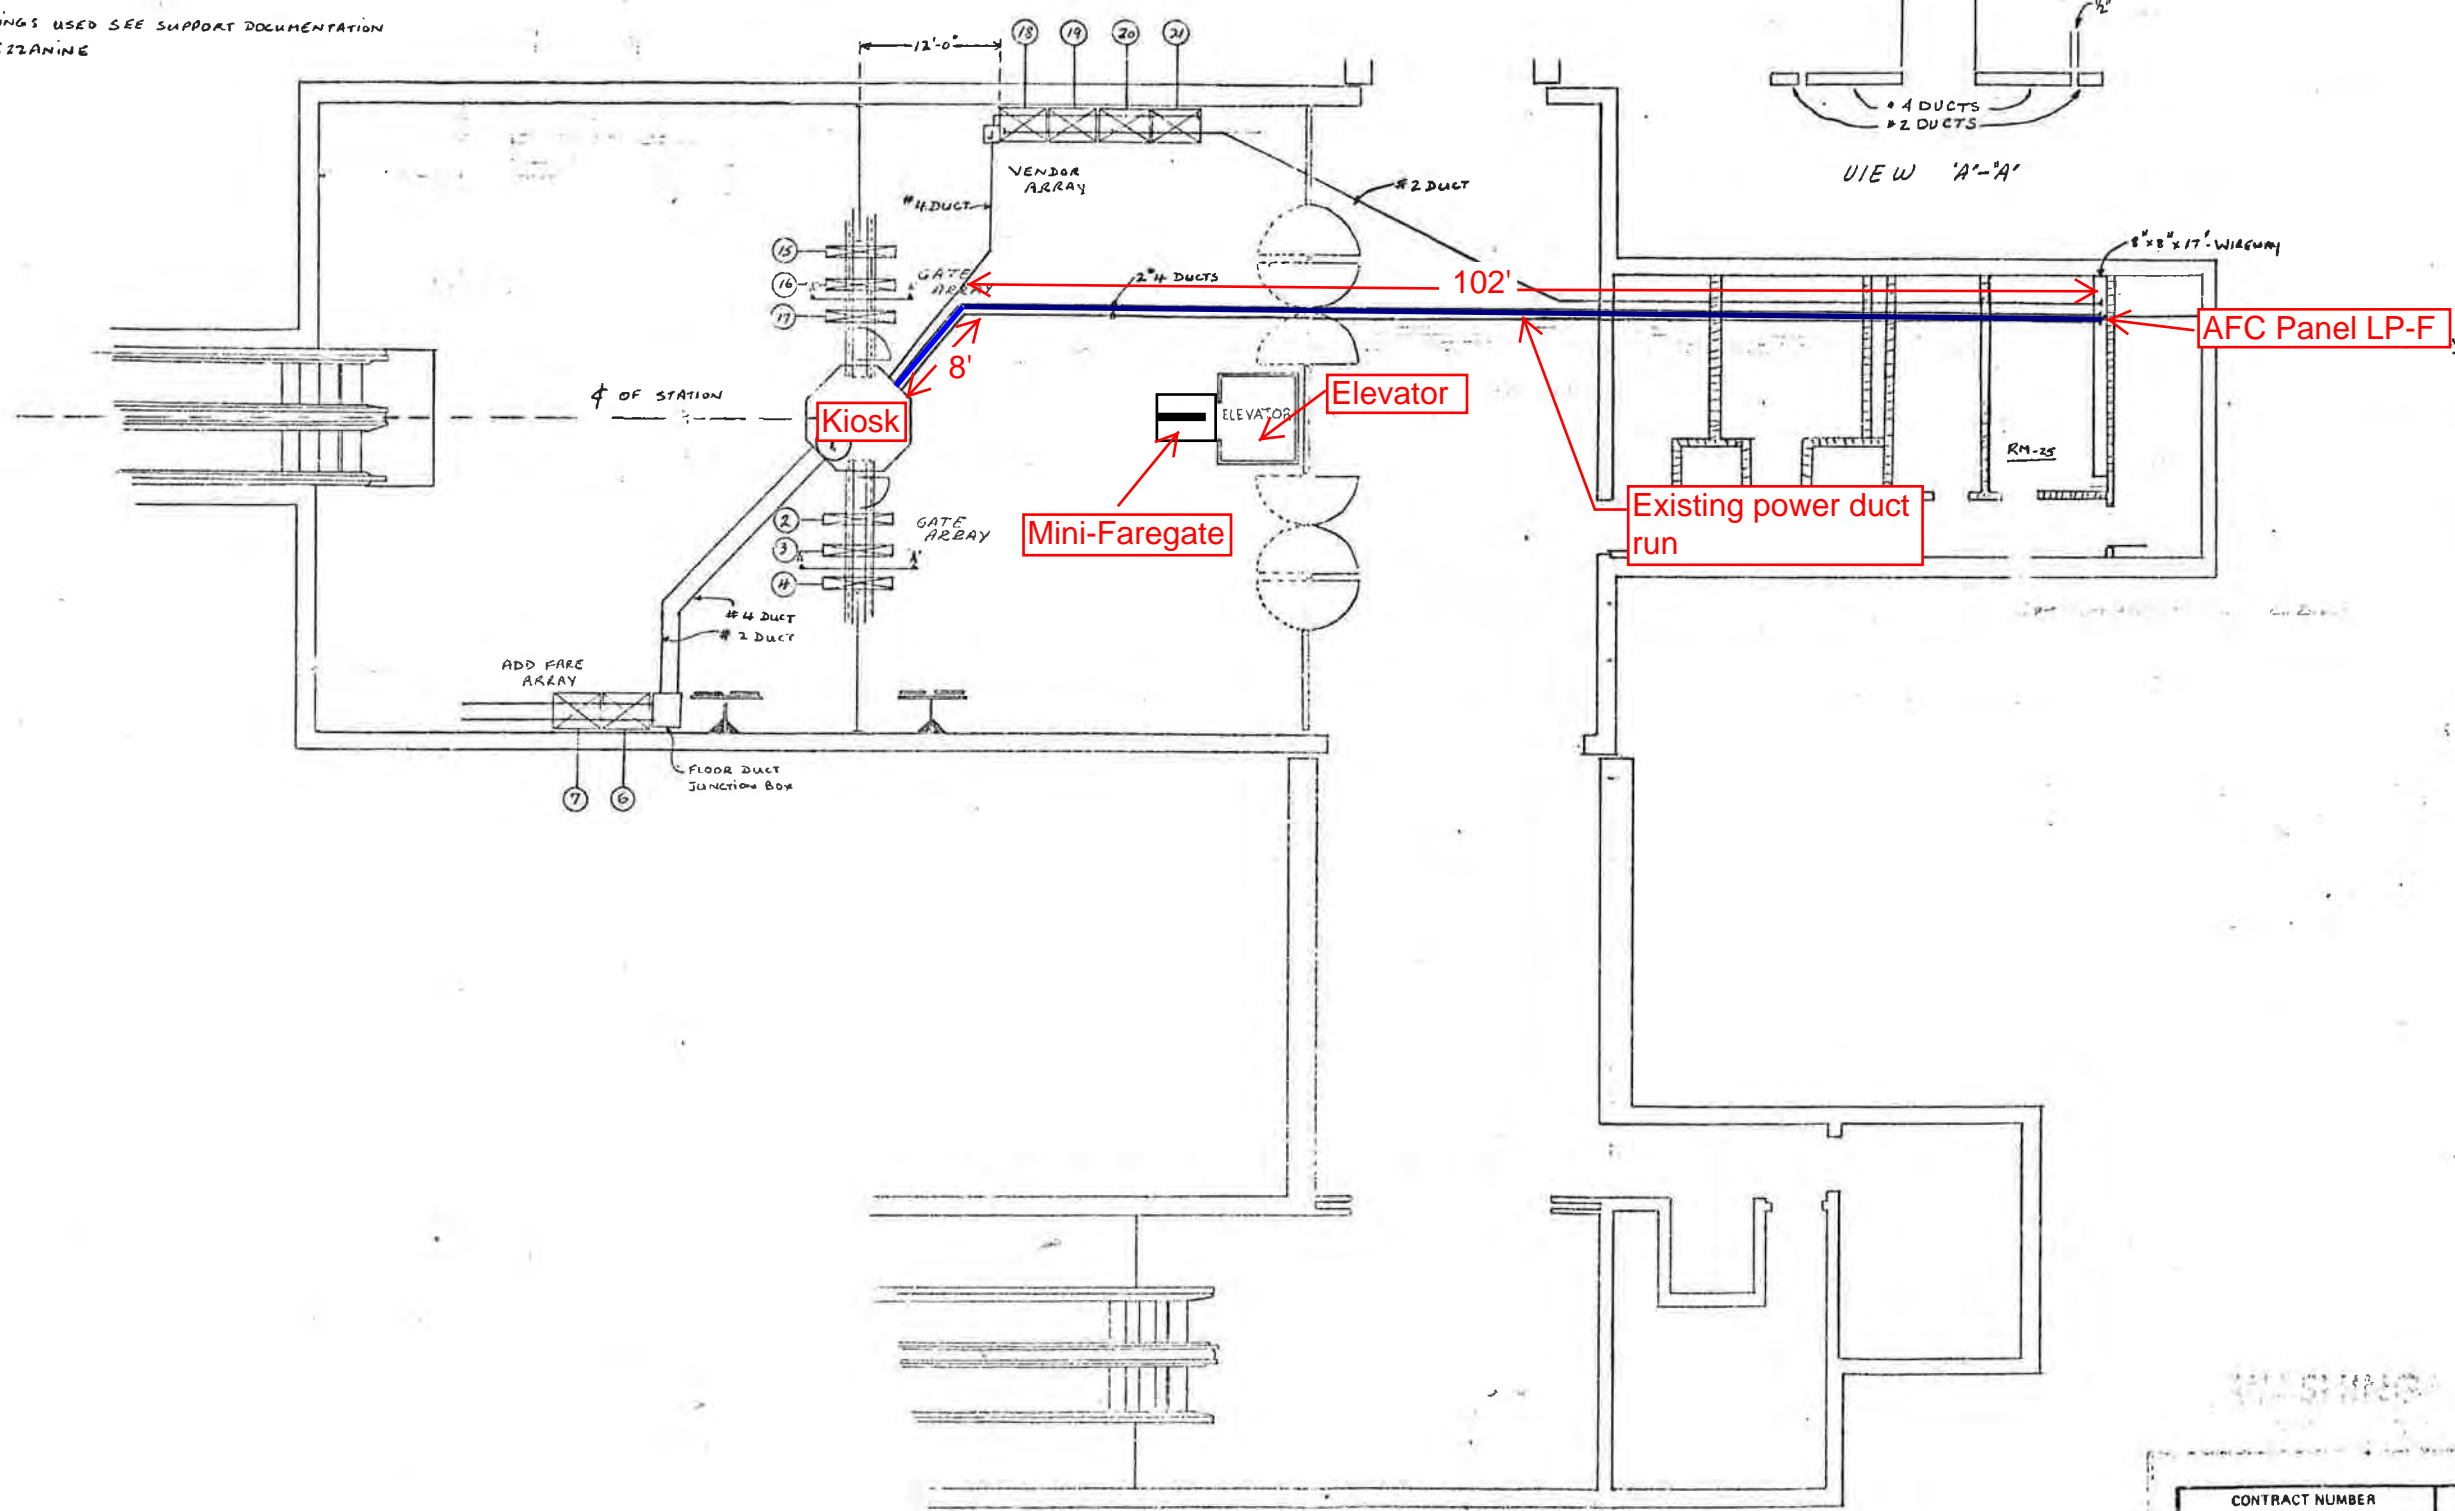 INGS USED SEE SUPPORT DOCUMENTATION
EZZANINE
12'-0"
18
19
20
21
1/2"
#4 DUCTS
#2 DUCTS
VIEW 'A'-'A'
VENDOR
ARRAY
#4 DUCT
#2 DUCT
8"x8"x17'-WIREWAY
J
15
16
17
GATE
ARRAY
2#4 DUCTS
102'
AFC Panel LP-F
8'
¢ OF STATION
Kiosk
ELEVATOR
Elevator
RM-25
Mini-Faregate
Existing power duct
run
2
3
4
GATE
ARRAY
'A'
#4 DUCT
#2 DUCT
ADD FARE
ARRAY
FLOOR DUCT
JUNCTION BOX
7
6
CONTRACT NUMBER